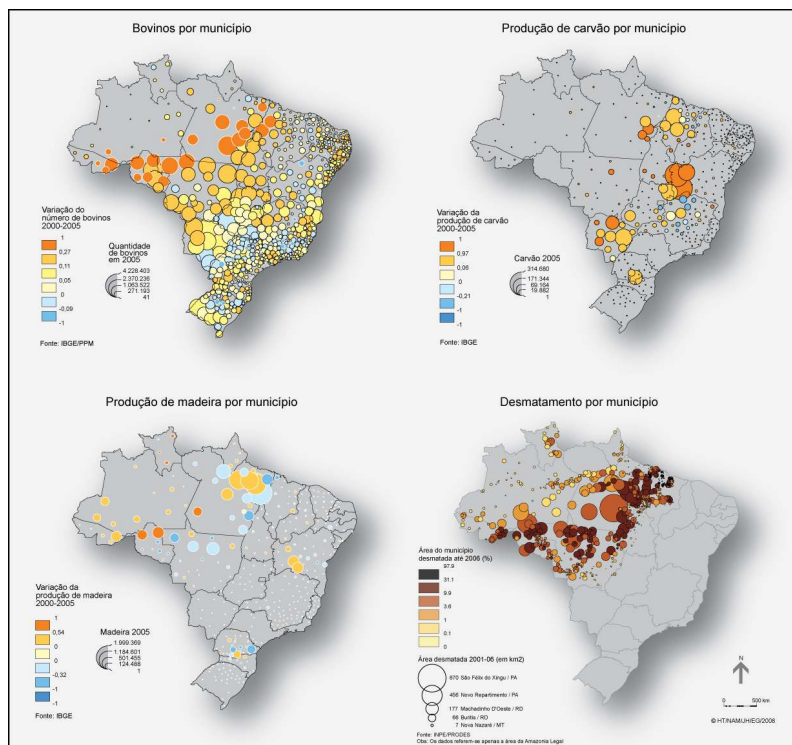 Bovinos por município
Variação do
número de bovinos
2000-2005
1
0,27
0,11
0,05
0
-0,09
-1
Quantidade
de bovinos
em 2005
4.228.403
2.370.236
1.063.522
271.193
41
Fonte: IBGE/PPM
Produção de carvão por município
Variação da
produção de carvão
2000-2005
1
0,97
0,06
0
-0,21
-1
-1
Carvão 2005
314.680
171.344
69.164
19.882
1
Fonte: IBGE
Produção de madeira por município
Variação da
produção de madeira
2000-2005
1
0,54
0
0
-0,32
-1
-1
Madeira 2005
1.999.369
1.184.601
501.455
124.488
1
Fonte: IBGE
Desmatamento por município
Área do município
desmatada até 2006 (%)
97.9
31.1
9.9
3.6
1
0.1
0
Área desmatada 2001-06 (em km2)
870 São Félix do Xingu / PA
456 Novo Repartimento / PA
177 Machadinho D'Oeste / RD
66 Buritis / RD
7 Nova Nazaré / MT
Fonte: INPE/PRODES
Obs: Os dados referem-se apenas a área da Amazonia Legal
N
0 500 km
© HT/NAMUH/IEG/2008